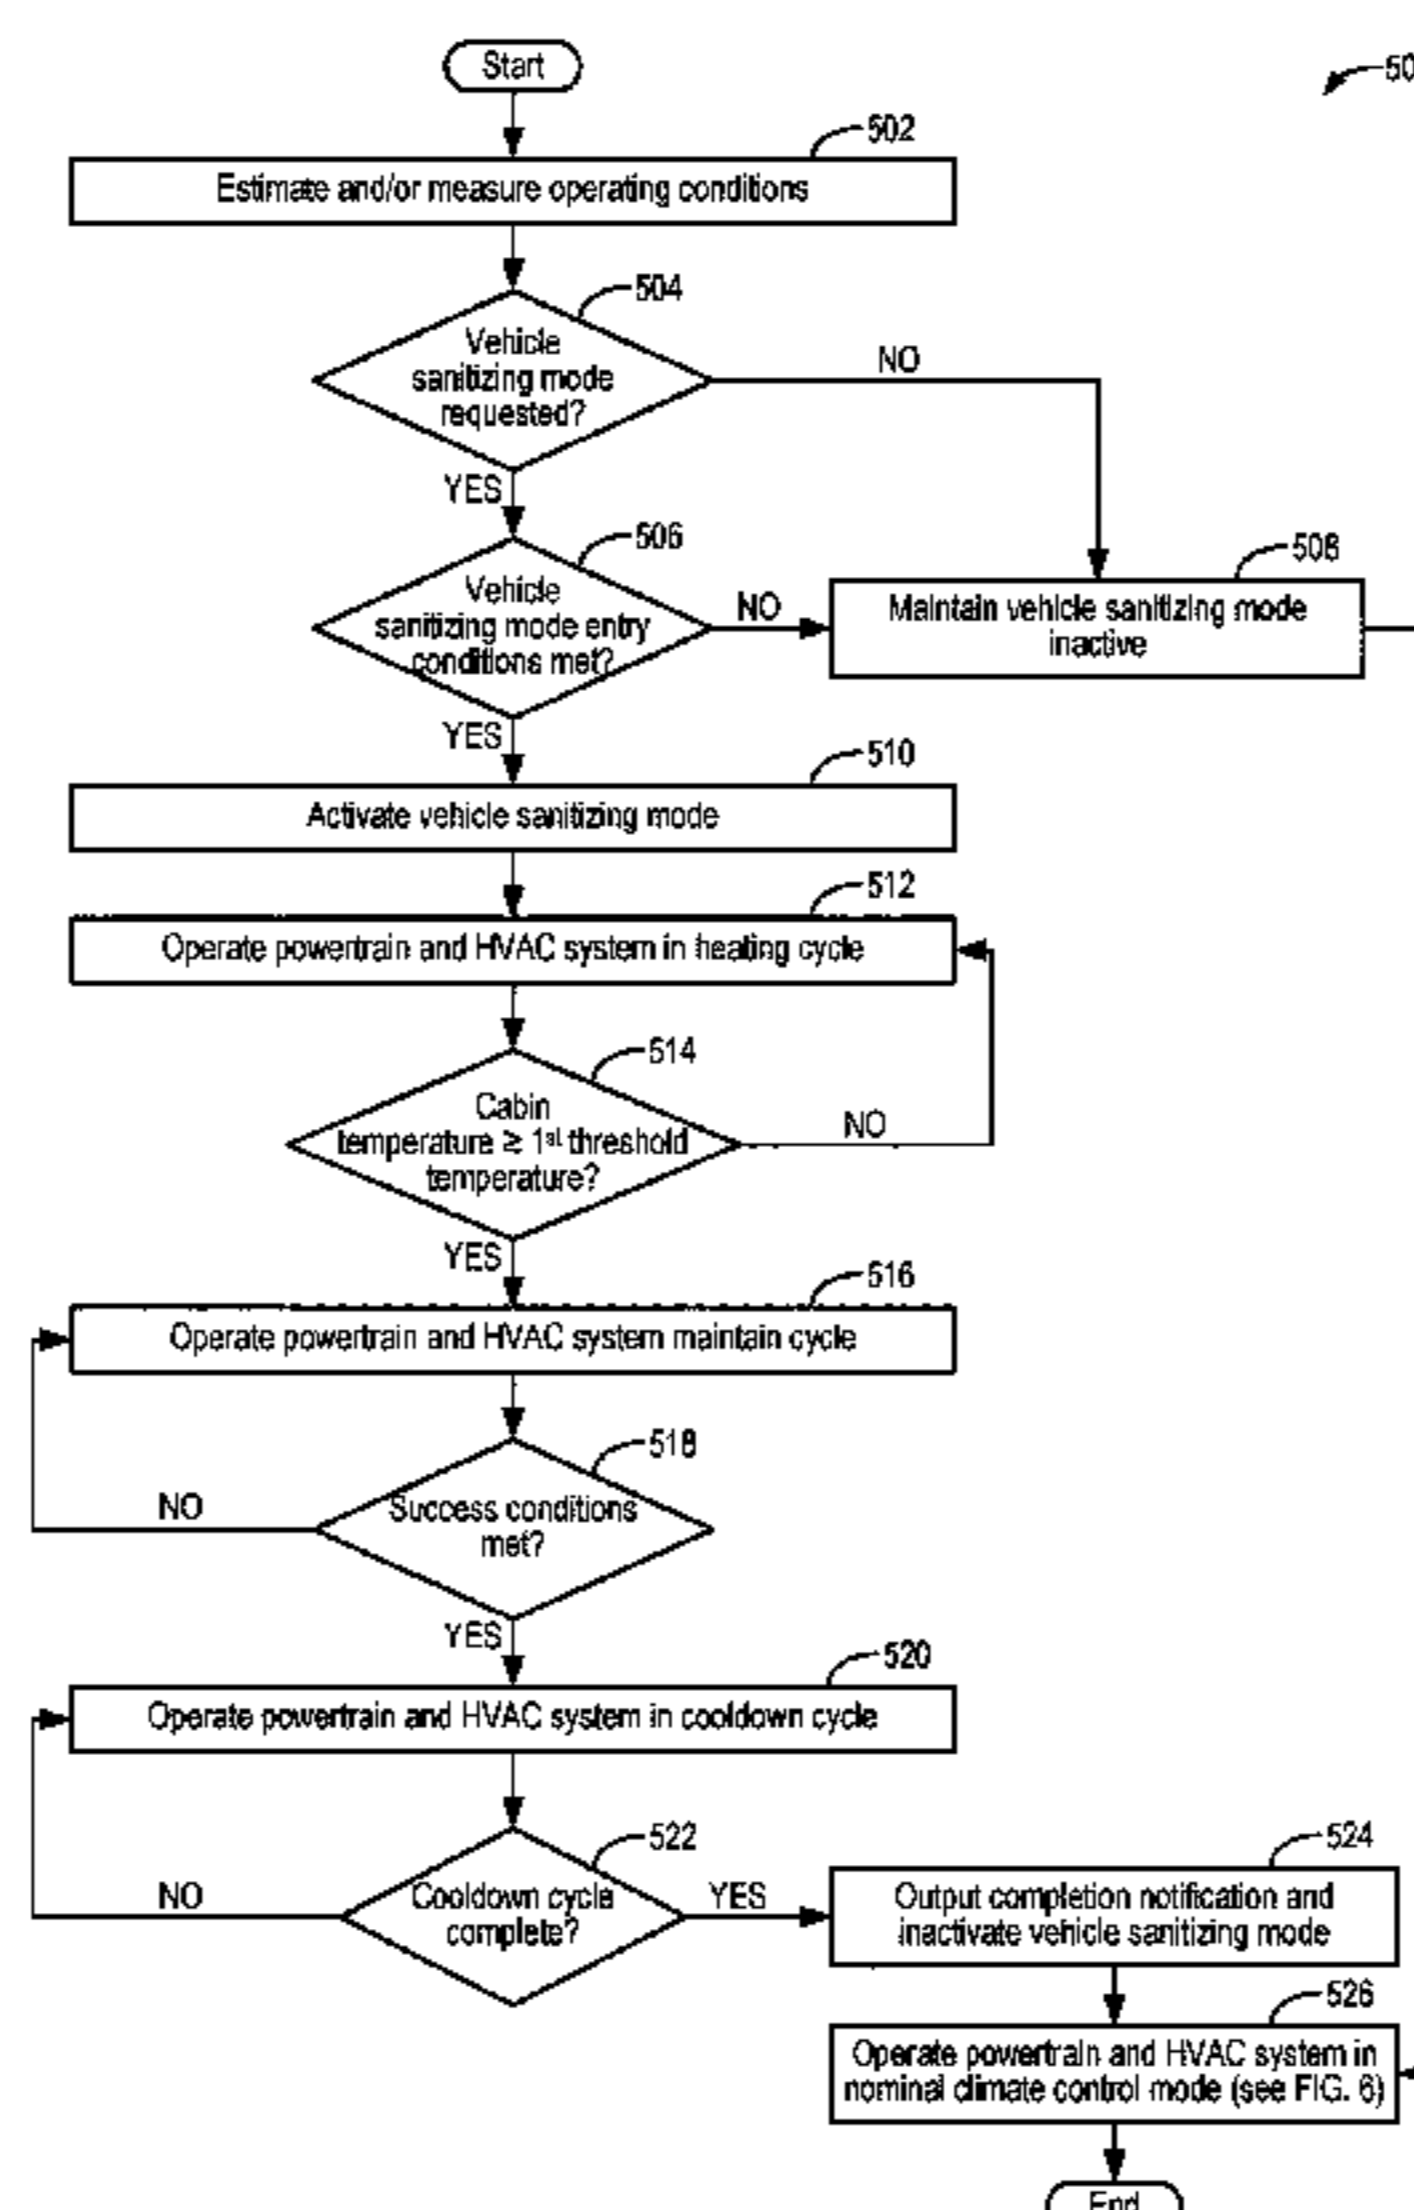 Start
50
502
Estimate and/or measure operating conditions
504
Vehicle
sanitizing mode
requested?
NO
YES
506
Vehicle
sanitizing mode entry
conditions met?
NO
508
Maintain vehicle sanitizing mode
inactive
YES
510
Activate vehicle sanitizing mode
512
Operate powertrain and HVAC system in heating cycle
514
Cabin
temperature ≥ 1st threshold
temperature?
NO
YES
516
Operate powertrain and HVAC system maintain cycle
518
Success conditions
met?
NO
YES
520
Operate powertrain and HVAC system in cooldown cycle
522
Cooldown cycle
complete?
NO
YES
524
Output completion notification and
inactivate vehicle sanitizing mode
526
Operate powertrain and HVAC system in
nominal climate control mode (see FIG. 6)
End